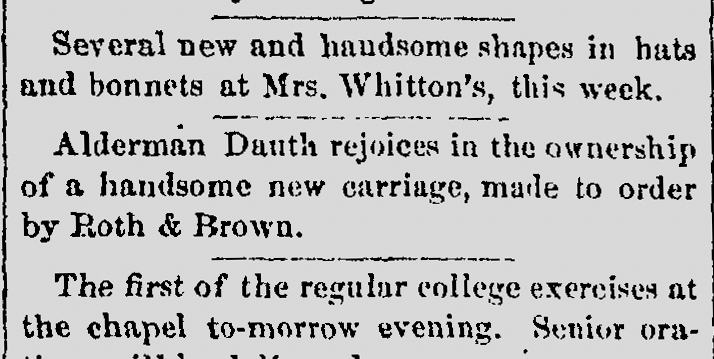 Several new and handsome shapes in hats
and bonnets at Mrs. Whitton's, this week.
Alderman Dauth rejoices in the ownership
of a handsome new carriage, made to order
by Roth & Brown.
The first of the regular college exercises at
the chapel to-morrow evening. Senior ora-